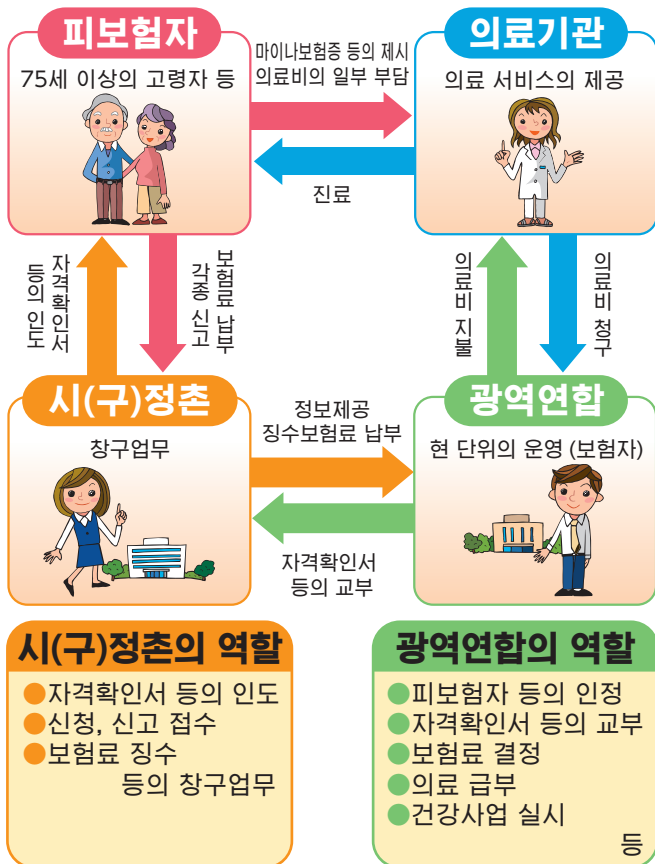 피보험자
75세 이상의 고령자 등
마이나보험증 등의 제시
의료비의 일부 부담
진료
의료기관
의료 서비스의 제공
자격확인서
등의 인도
보험료 납부
각종 신고
의료비 지불
의료비 청구
시(구)정촌
창구업무
정보제공
징수보험료 납부
자격확인서
등의 교부
광역연합
현 단위의 운영 (보험자)
시(구)정촌의 역할
●자격확인서 등의 인도
●신청, 신고 접수
●보험료 징수
등의 창구업무
광역연합의 역할
●피보험자 등의 인정
●자격확인서 등의 교부
●보험료 결정
●의료 급부
●건강사업 실시
등